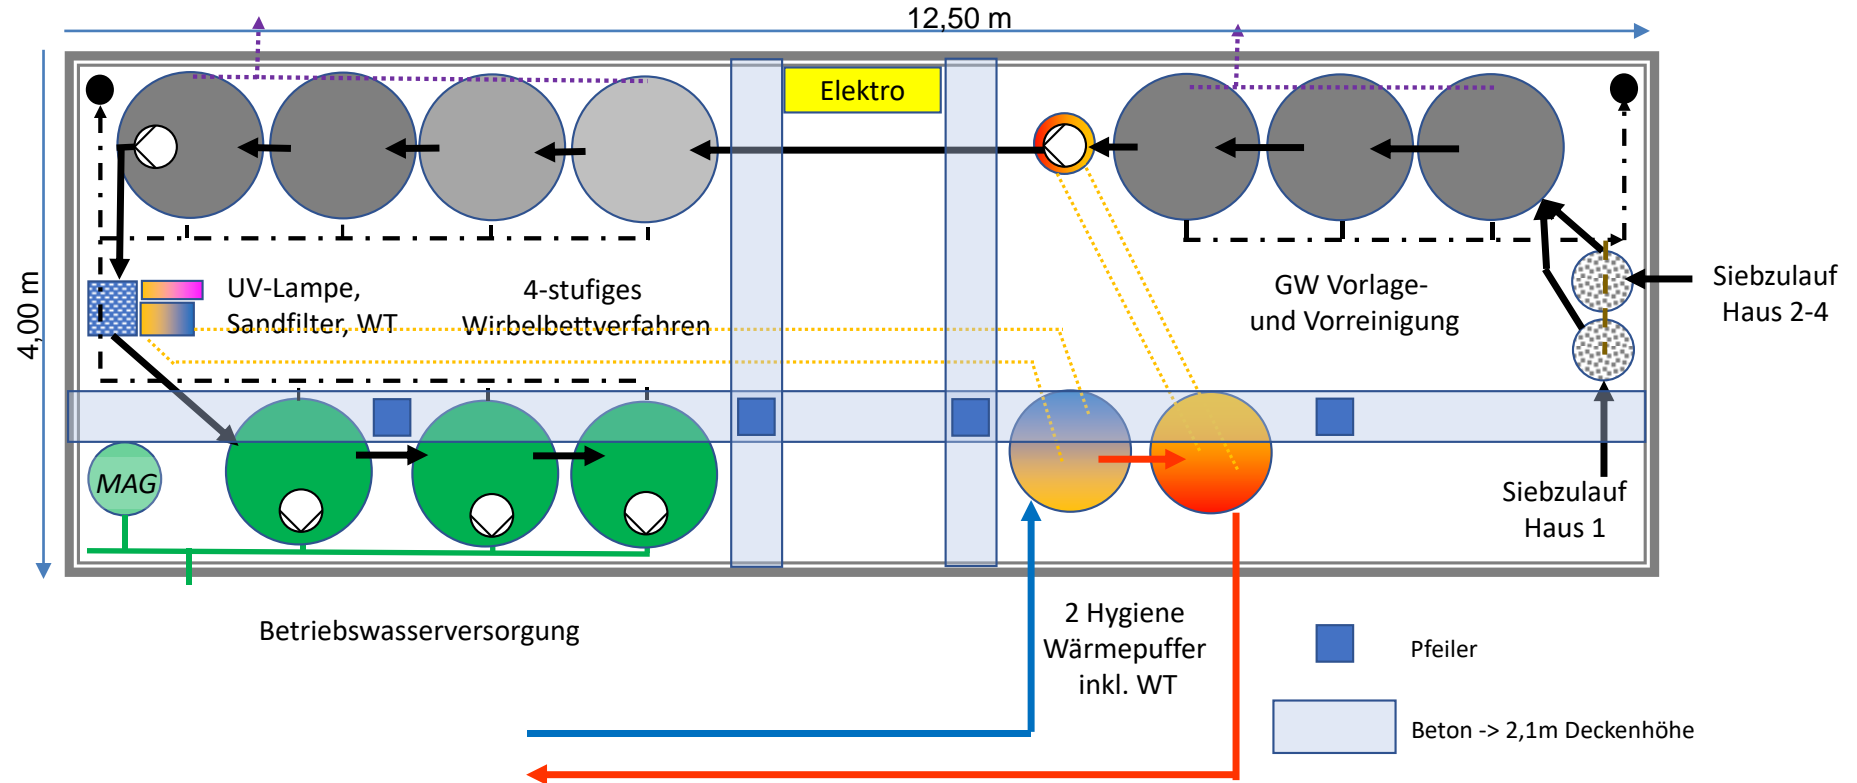 12,50 m
Elektro
4,00 m
UV-Lampe,
Sandfilter, WT
4-stufiges
Wirbelbettverfahren
GW Vorlage-
und Vorreinigung
Siebzulauf
Haus 2-4
MAG
Siebzulauf
Haus 1
Betriebswasserversorgung
2 Hygiene
Wärmepuffer
inkl. WT
Pfeiler
Beton -> 2,1m Deckenhöhe